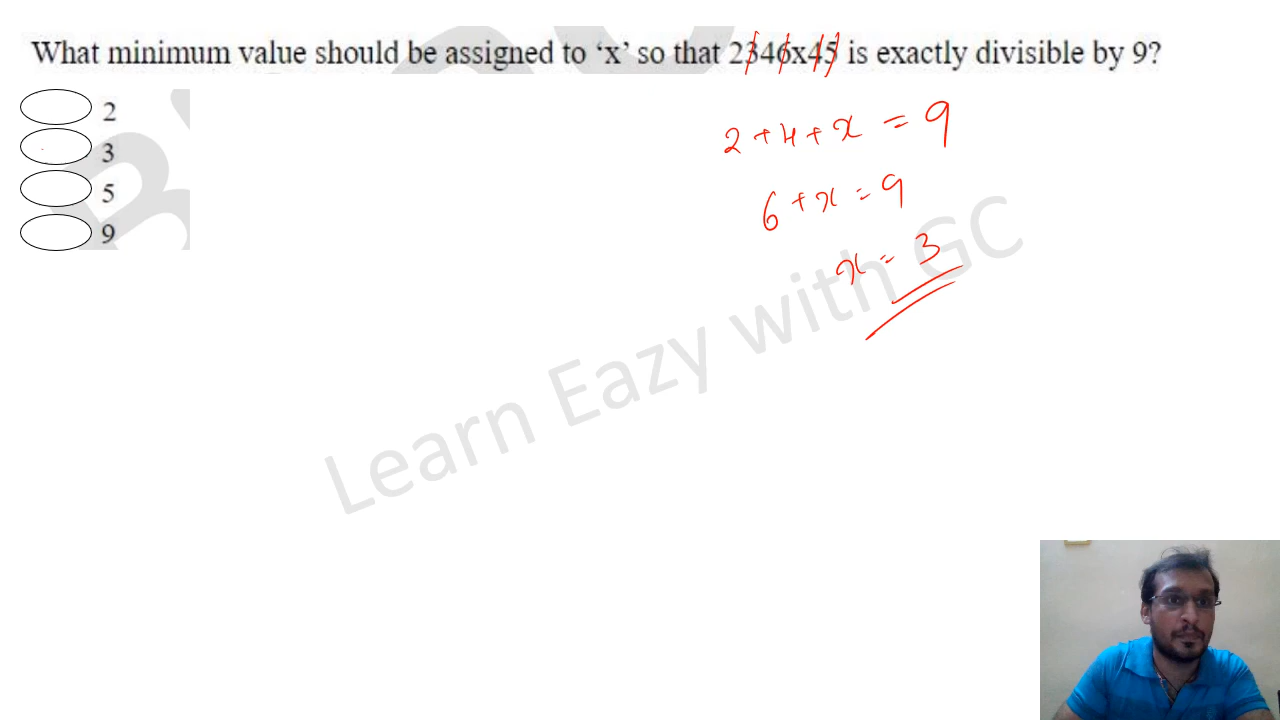 What minimum value should be assigned to ‘x’ so that 2346x45 is exactly divisible by 9?
2
3
5
9
2 + 4 + x = 9
6 + x = 9
x = 3
Learn Eazy with GC